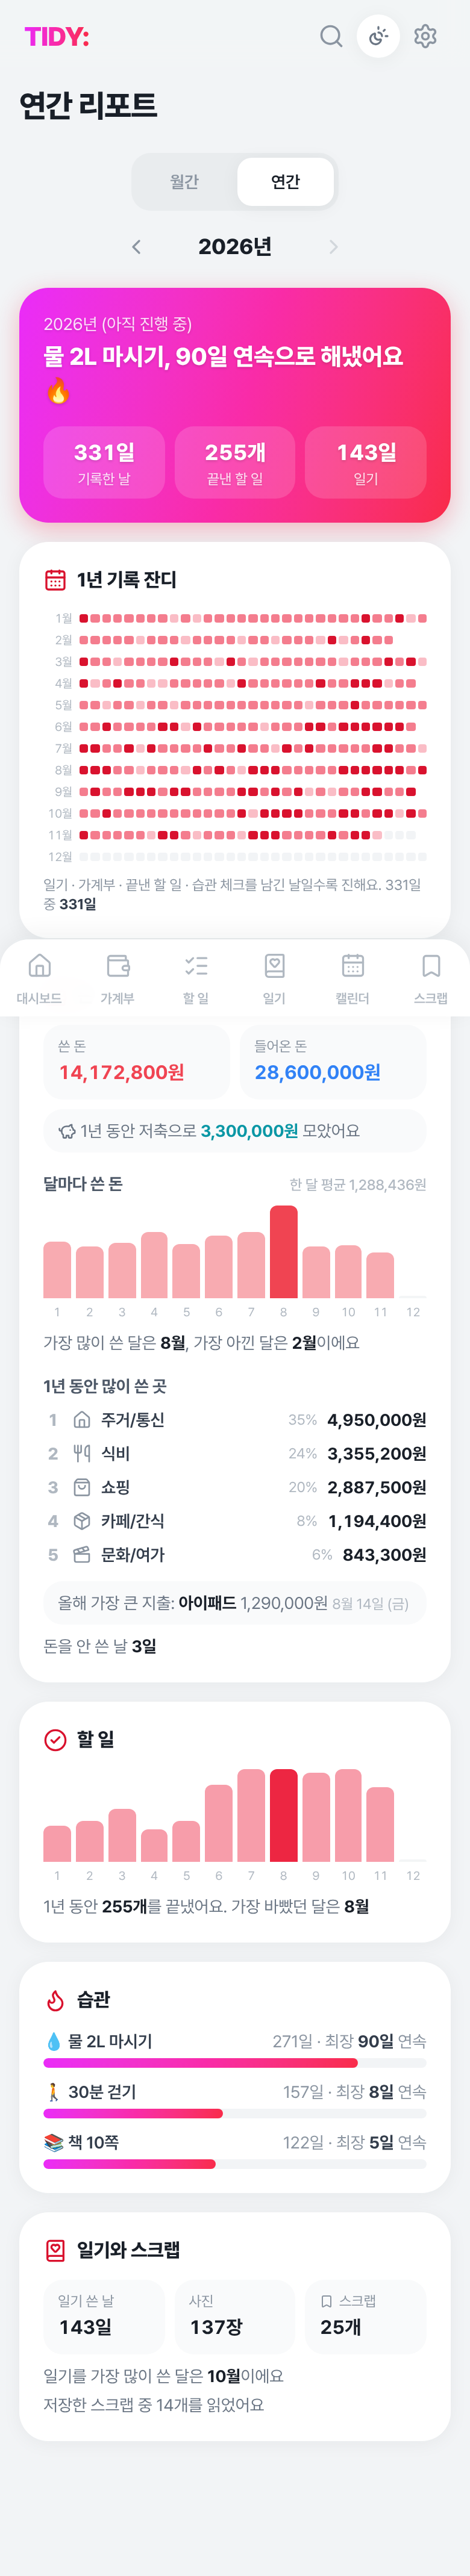 TIDY:
연간 리포트
월간 연간
2026년
2026년 (아직 진행 중)
물 2L 마시기, 90일 연속으로 해냈어요
🔥
331일 255개 143일
기록한 날 끝낸 할 일 일기
1년 기록 잔디
1월
2월
3월
4월
5월
6월
7월
8월
9월
10월
11월
12월
일기 · 가계부 · 끝낸 할 일 · 습관 체크를 남긴 날일수록 진해요. 331일
중 331일
대시보드 가계부 할 일 일기 캘린더 스크랩
쓴 돈 들어온 돈
14,172,800원 28,600,000원
1년 동안 저축으로 3,300,000원 모았어요
달마다 쓴 돈 한 달 평균 1,288,436원
1 2 3 4 5 6 7 8 9 10 11 12
가장 많이 쓴 달은 8월, 가장 아낀 달은 2월이에요
1년 동안 많이 쓴 곳
1 주거/통신 35% 4,950,000원
2 식비 24% 3,355,200원
3 쇼핑 20% 2,887,500원
4 카페/간식 8% 1,194,400원
5 문화/여가 6% 843,300원
올해 가장 큰 지출: 아이패드 1,290,000원 8월 14일 (금)
돈을 안 쓴 날 3일
할 일
1 2 3 4 5 6 7 8 9 10 11 12
1년 동안 255개를 끝냈어요. 가장 바빴던 달은 8월
습관
💧 물 2L 마시기 271일 · 최장 90일 연속
🚶 30분 걷기 157일 · 최장 8일 연속
📚 책 10쪽 122일 · 최장 5일 연속
일기와 스크랩
일기 쓴 날 사진 스크랩
143일 137장 25개
일기를 가장 많이 쓴 달은 10월이에요
저장한 스크랩 중 14개를 읽었어요